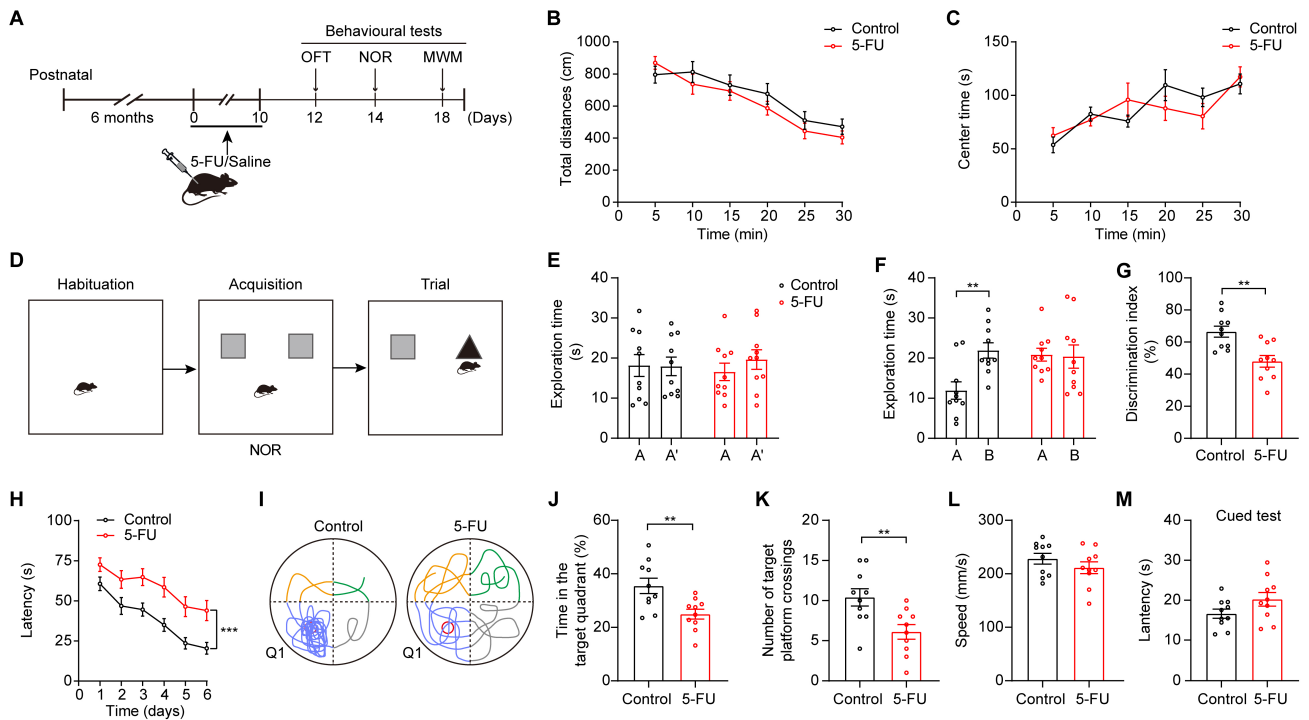 A
Behavioural tests
OFT NOR MWM
Postnatal
6 months 0 10 12 14 18 (Days)
5-FU/Saline
B
Control
5-FU
Total distances (cm)
1000
800
600
400
200
0
0 5 10 15 20 25 30
Time (min)
C
Control
5-FU
Center time (s)
150
100
50
0
0 5 10 15 20 25 30
Time (min)
D
Habituation Acquisition Trial
NOR
E
Control
5-FU
Exploration time
(s)
40
30
20
10
0
A A' A A'
F
Exploration time (s)
40
30
20
10
0
**
A B A B
G
Discrimination index
(%)
100
80
60
40
20
0
**
Control 5-FU
H
Control
5-FU
Latency (s)
100
75
50
25
0
***
0 1 2 3 4 5 6
Time (days)
I
Control 5-FU
Q1 Q1
J
Time in the
target quadrant (%)
60
40
20
0
**
Control 5-FU
K
Number of target
platform crossings
20
15
10
5
0
**
Control 5-FU
L
Speed (mm/s)
300
200
100
0
Control 5-FU
M
Cued test
Latency (s)
40
30
20
10
0
Control 5-FU